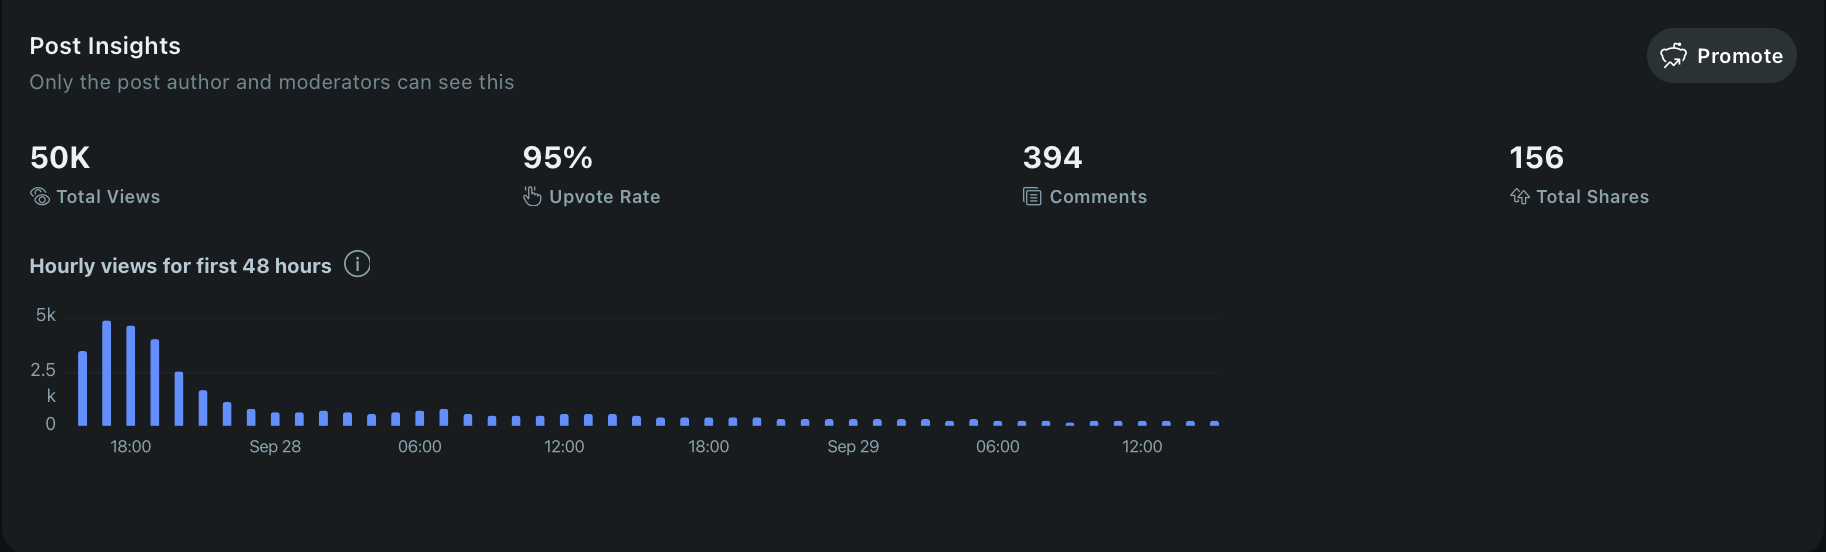 Post Insights
Promote
Only the post author and moderators can see this
50K
Total Views
95%
Upvote Rate
394
Comments
156
Total Shares
Hourly views for first 48 hours
5k
2.5
k
0
18:00
Sep 28
06:00
12:00
18:00
Sep 29
06:00
12:00